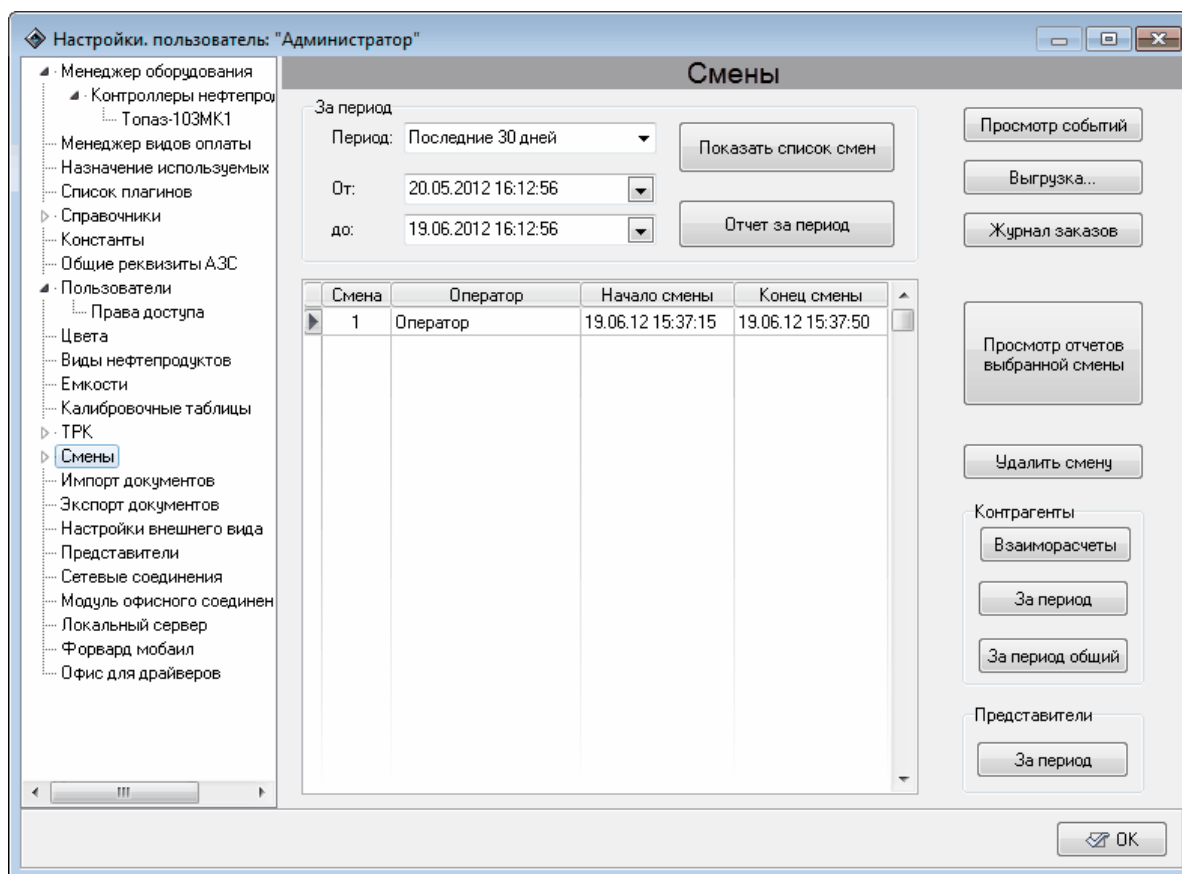 Настройки. пользователь: "Администратор"
Менеджер оборудования
Контроллеры нефтепрод
Топаз-103МК1
Менеджер видов оплаты
Назначение используемых
Список плагинов
Справочники
Константы
Общие реквизиты АЗС
Пользователи
Права доступа
Цвета
Виды нефтепродуктов
Емкости
Калибровочные таблицы
ТРК
Смены
Импорт документов
Экспорт документов
Настройки внешнего вида
Представители
Сетевые соединения
Модуль офисного соединен
Локальный сервер
Форвард мобаил
Офис для драйверов
Смены
За период
Период: Последние 30 дней
От: 20.05.2012 16:12:56
до: 19.06.2012 16:12:56
Показать список смен
Отчет за период
Смена Оператор Начало смены Конец смены
1 Оператор 19.06.12 15:37:15 19.06.12 15:37:50
Просмотр событий
Выгрузка...
Журнал заказов
Просмотр отчетов
выбранной смены
Удалить смену
Контрагенты
Взаиморасчеты
За период
За период общий
Представители
За период
OK